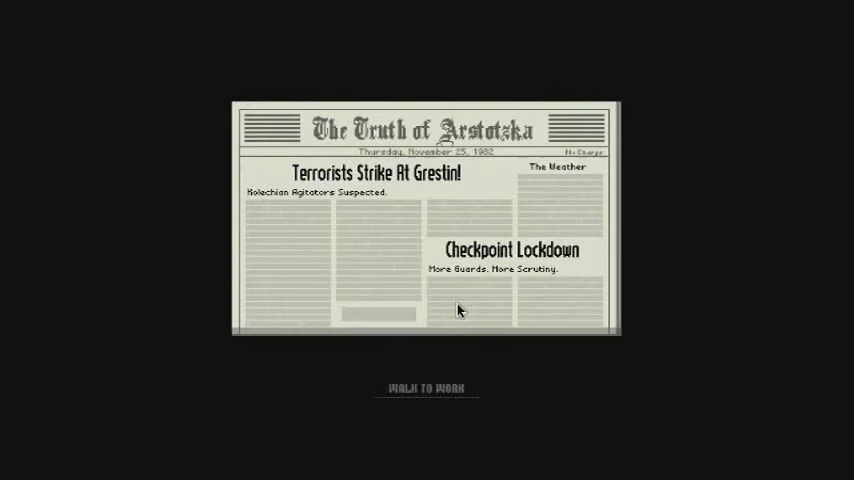 The Truth of Arstotzka
Thursday, November 25, 1982
No Charge
Terrorists Strike At Grestin!
Kolechian Agitators Suspected.
The Weather
Checkpoint Lockdown
More Guards. More Scrutiny.
WALK TO WORK